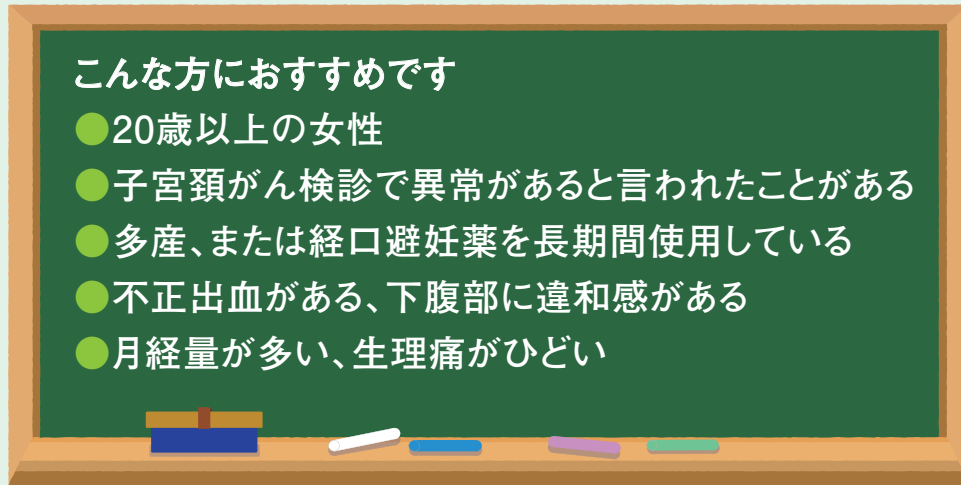 こんな方におすすめです
●20歳以上の女性
●子宮頚がん検診で異常があると言われたことがある
●多産、または経口避妊薬を長期間使用している
●不正出血がある、下腹部に違和感がある
●月経量が多い、生理痛がひどい